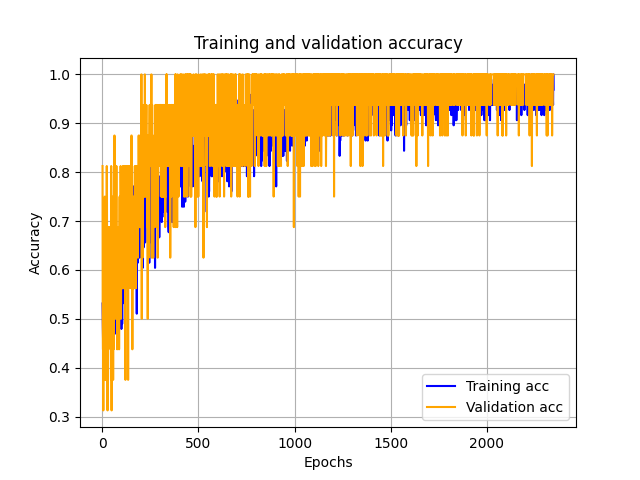 Training and validation accuracy
1.0
0.9
0.8
0.7
0.6
0.5
0.4
0.3
Accuracy
0 500 1000 1500 2000
Epochs
Training acc
Validation acc